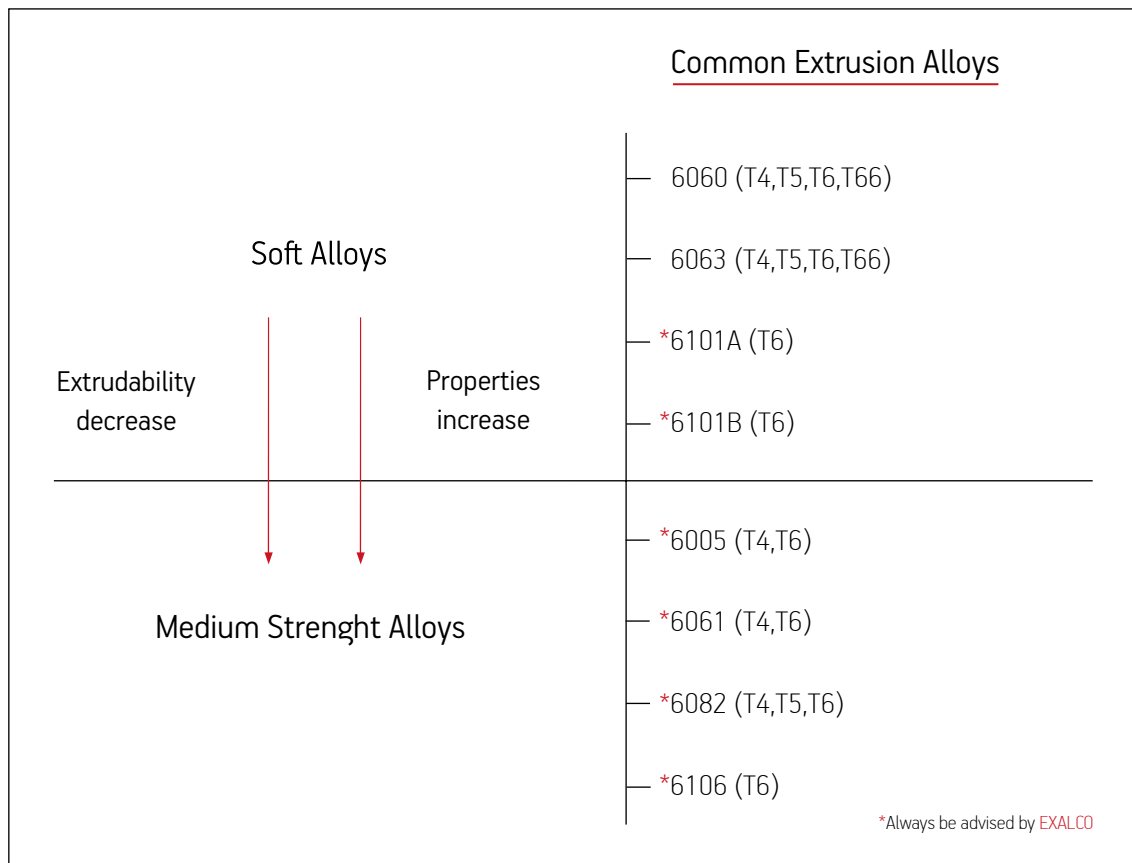 Common Extrusion Alloys
6060 (T4,T5,T6,T66)
Soft Alloys
6063 (T4,T5,T6,T66)
*6101A (T6)
Extrudability
decrease
Properties
increase
*6101B (T6)
*6005 (T4,T6)
Medium Strenght Alloys
*6061 (T4,T6)
*6082 (T4,T5,T6)
*6106 (T6)
*Always be advised by EXALCO